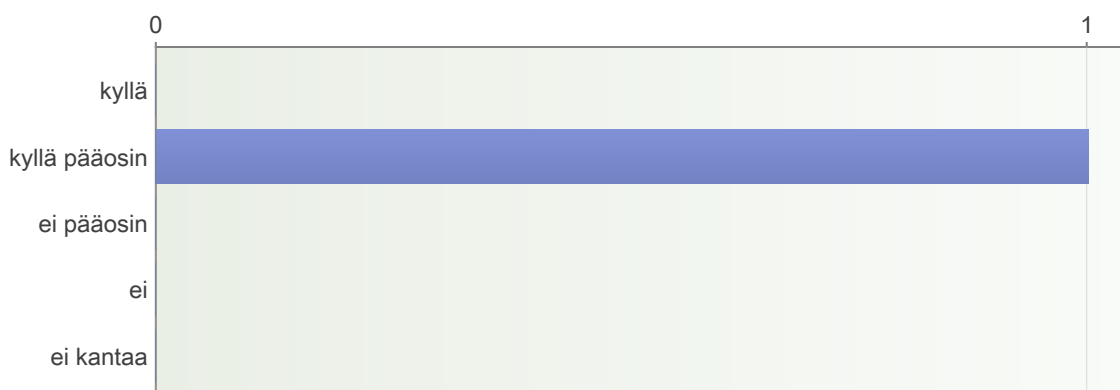 0 1
kyllä
kyllä pääosin
ei pääosin
ei
ei kantaa